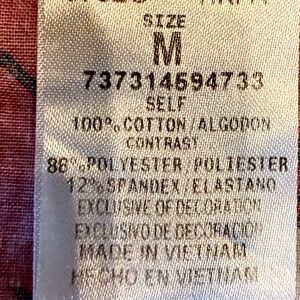 SIZE
M
737314594733
SELF
100% COTTON/ALGODON
CONTRAST
88% POLYESTER/POLIESTER
12% SPANDEX/ELASTANO
EXCLUSIVE OF DECORATION
EXCLUSIVO DE DECORACIÓN
MADE IN VIETNAM
HECHO EN VIETNAM